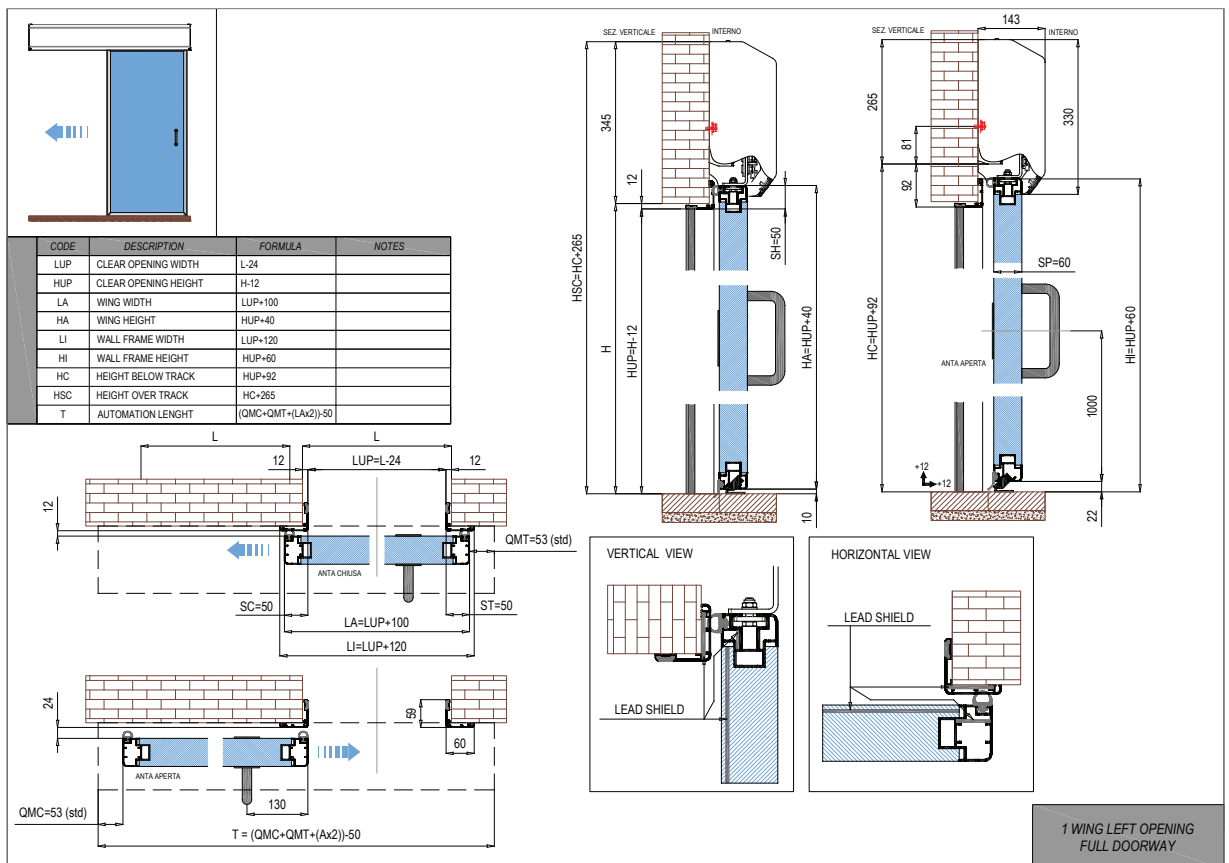 CODE DESCRIPTION FORMULA NOTES
LUP CLEAR OPENING WIDTH L-24
HUP CLEAR OPENING HEIGHT H-12
LA WING WIDTH LUP+100
HA WING HEIGHT HUP+40
LI WALL FRAME WIDTH LUP+120
HI WALL FRAME HEIGHT HUP+60
HC HEIGHT BELOW TRACK HUP+92
HSC HEIGHT OVER TRACK HC+265
T AUTOMATION LENGHT (QMC+QMT+(LAx2))-50
SEZ. VERTICALE
INTERNO
345
12
HSC=HC+265
H
HUP=H-12
SH=50
HA=HUP+40
10
SEZ. VERTICALE
143
INTERNO
265
81
92
330
SP=60
HC=HUP+92
ANTA APERTA
HI=HUP+60
1000
+12
+12
22
L
L
12
LUP=L-24
12
12
QMT=53 (std)
ANTA CHIUSA
SC=50
ST=50
LA=LUP+100
LI=LUP+120
24
59
60
ANTA APERTA
QMC=53 (std)
130
T = (QMC+QMT+(Ax2))-50
VERTICAL VIEW
LEAD SHIELD
HORIZONTAL VIEW
LEAD SHIELD
1 WING LEFT OPENING
FULL DOORWAY